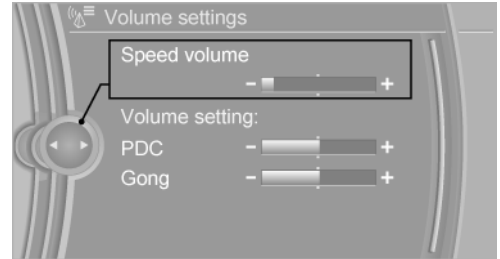 Volume settings
Speed volume
- +
Volume setting:
PDC - +
Gong - +